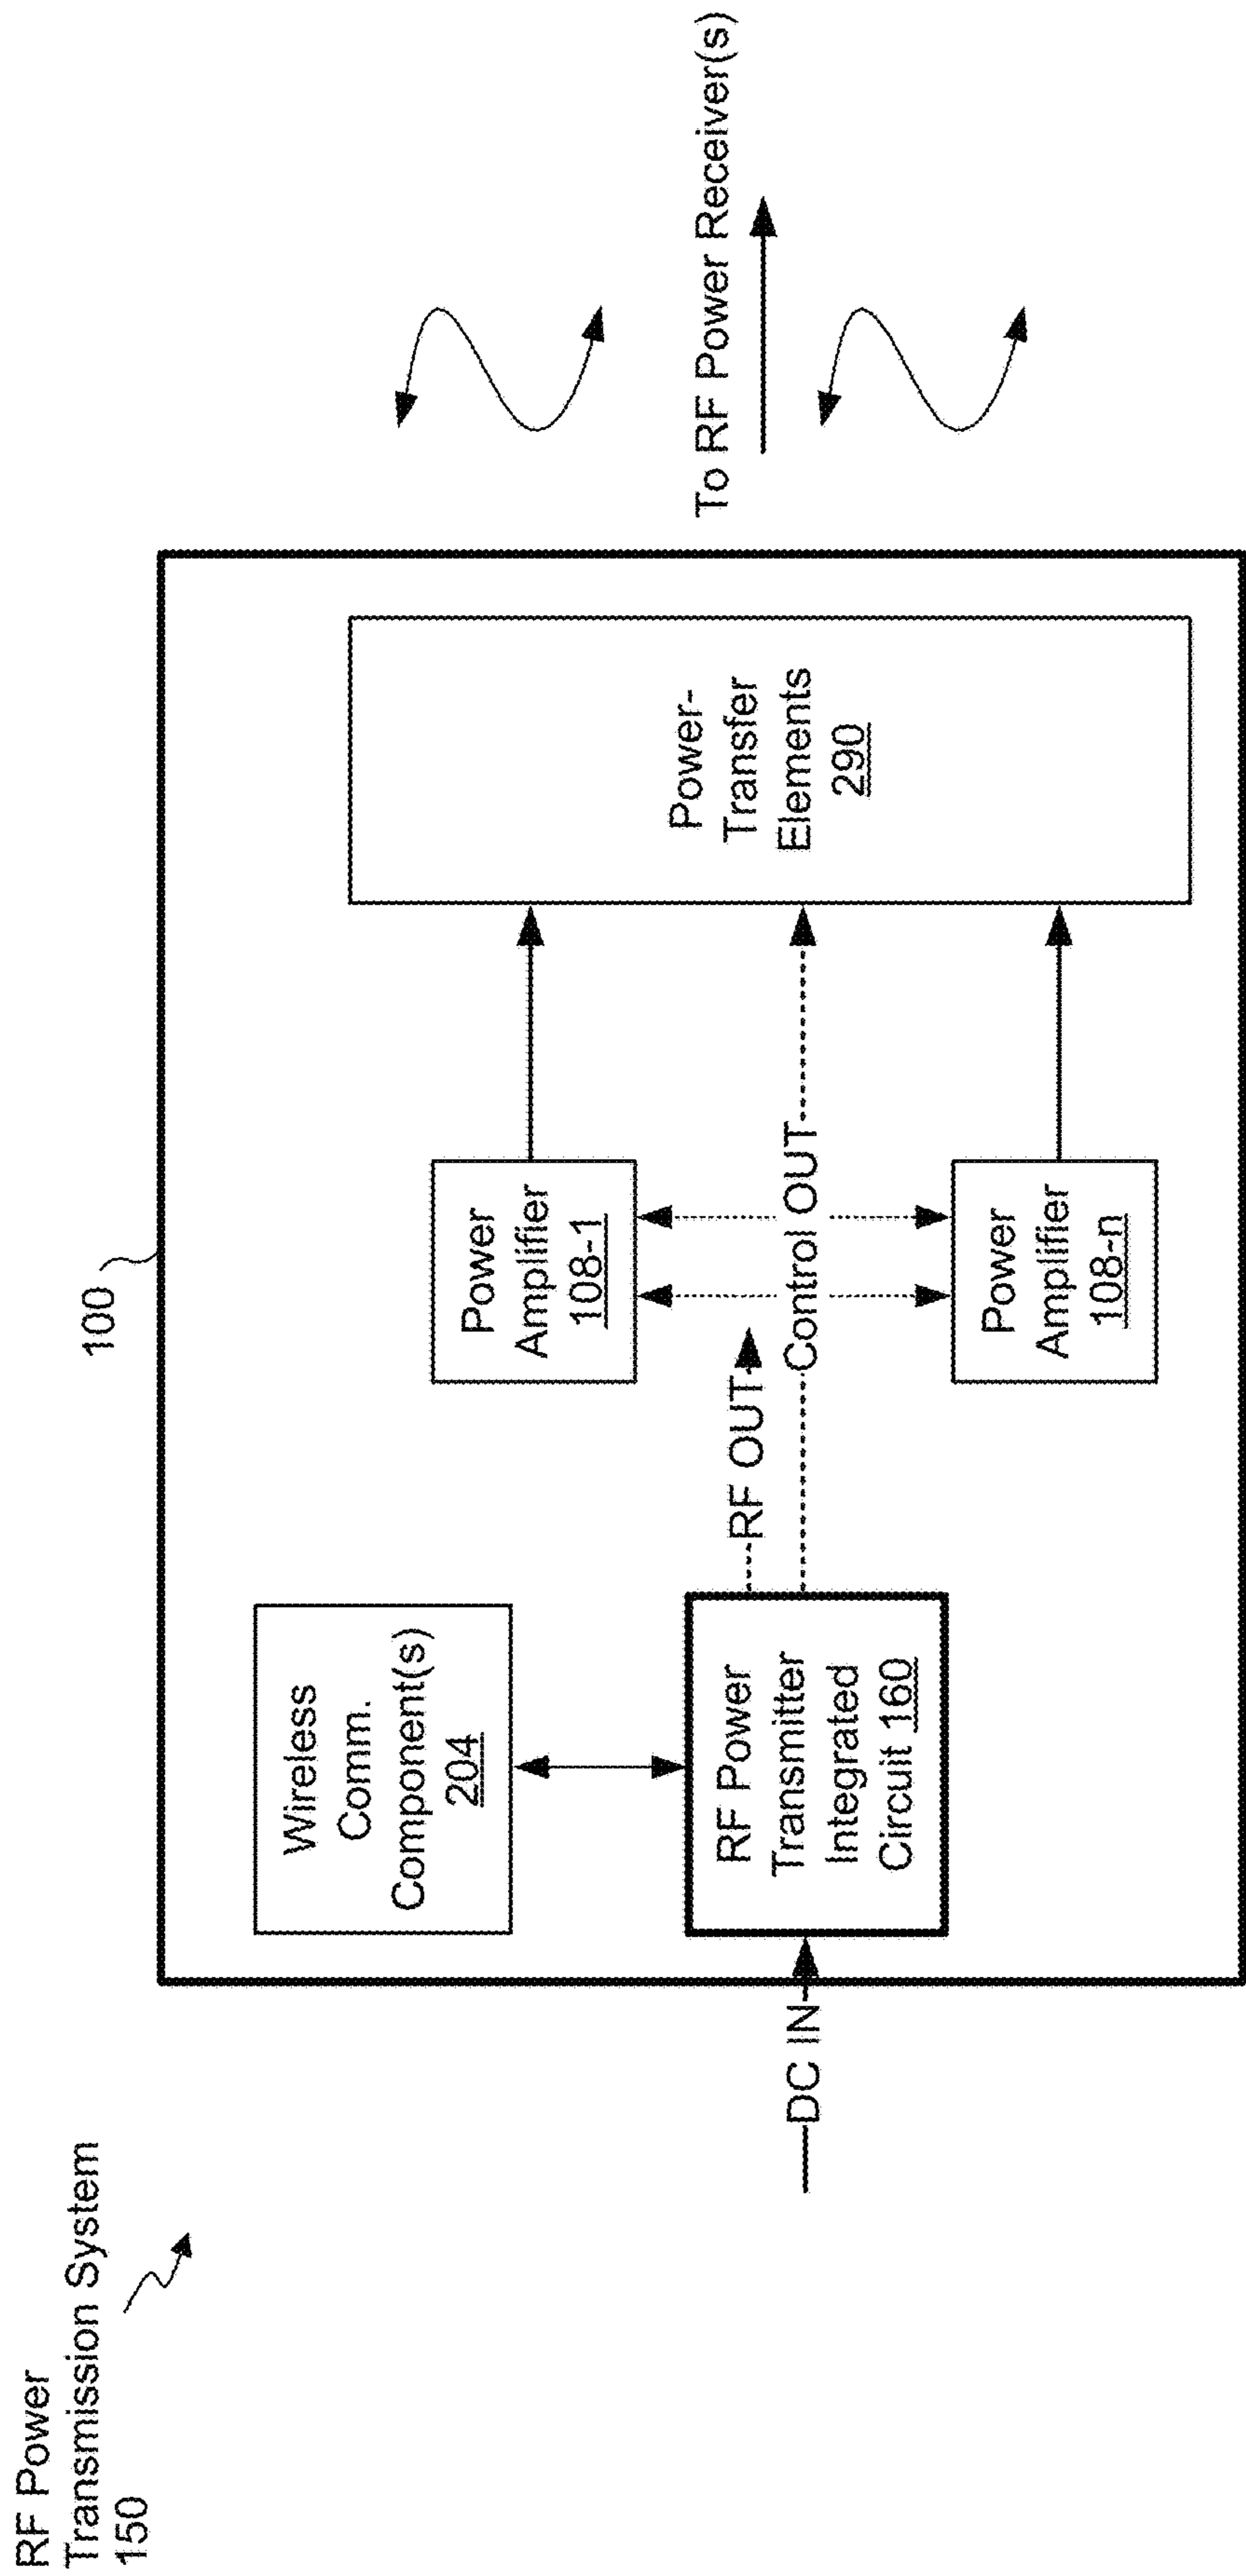 RF Power
Transmission System
150
100
Wireless
Comm.
Component(s)
204
DC IN
RF Power
Transmitter
Integrated
Circuit 160
RF OUT
Control OUT
Power
Amplifier
108-1
Power
Amplifier
108-n
Power-
Transfer
Elements
290
To RF Power Receiver(s)